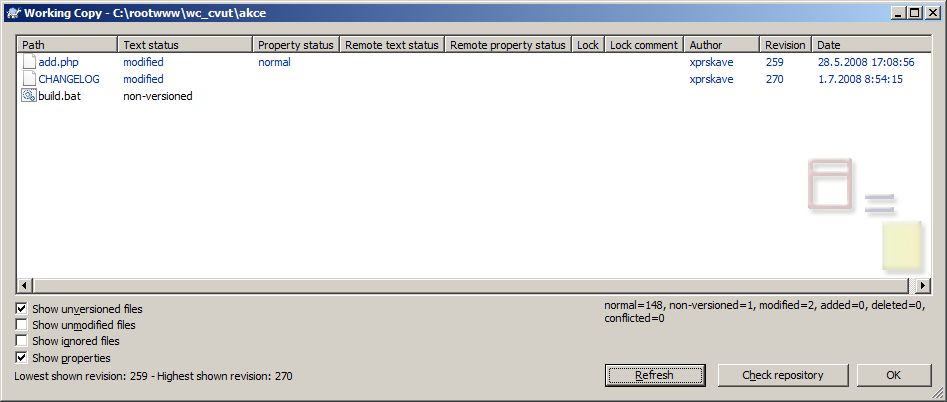 Working Copy - C:\rootwww\wc_cvut\akce
Path Text status Property status Remote text status Remote property status Lock Lock comment Author Revision Date
add.php modified normal xprskave 259 28.5.2008 17:08:56
CHANGELOG modified xprskave 270 1.7.2008 8:54:15
build.bat non-versioned
Show unversioned files
Show unmodified files
Show ignored files
Show properties
normal=148, non-versioned=1, modified=2, added=0, deleted=0,
conflicted=0
Lowest shown revision: 259 - Highest shown revision: 270
Refresh Check repository OK